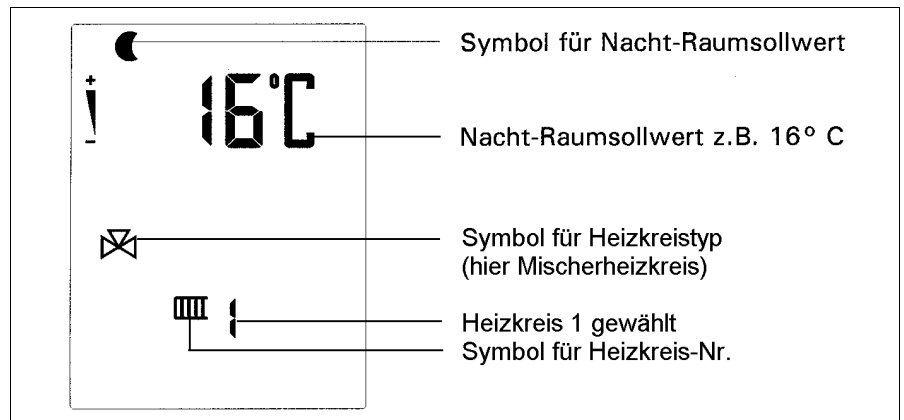 Symbol für Nacht-Raumsollwert
+
16°C
-
Nacht-Raumsollwert z.B. 16° C
Symbol für Heizkreistyp
(hier Mischerheizkreis)
1
Heizkreis 1 gewählt
Symbol für Heizkreis-Nr.